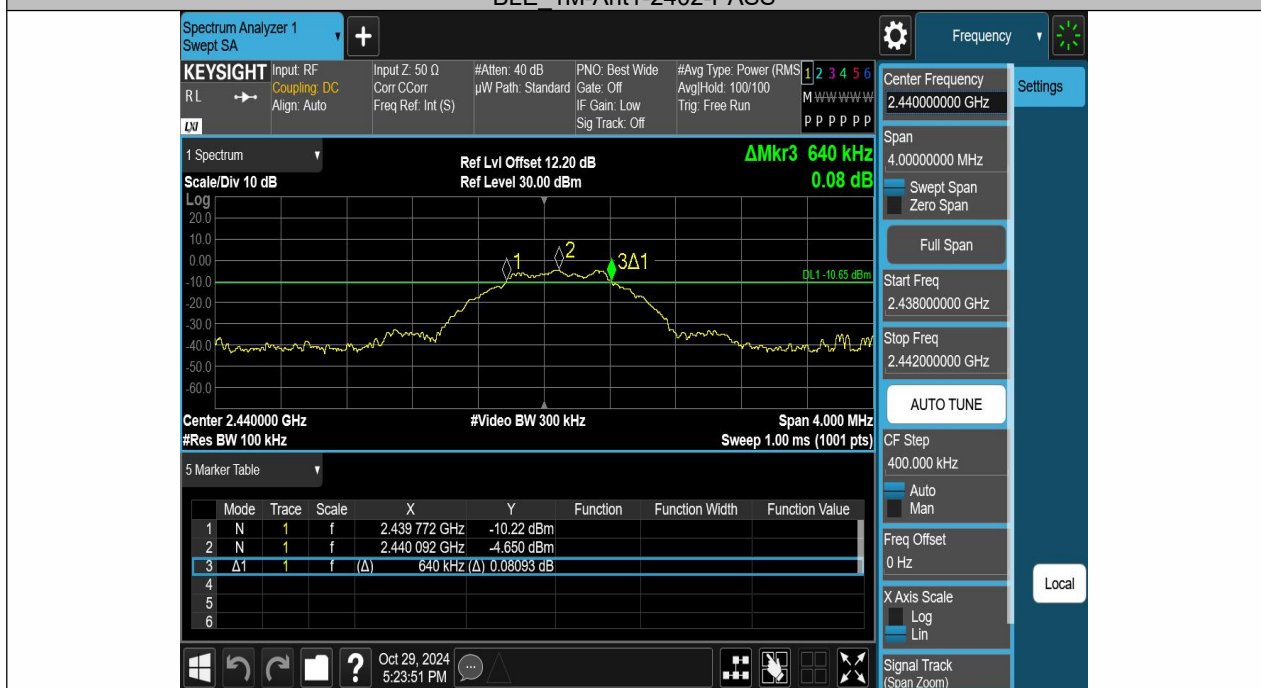 BLE_1M-Ant1-2402-PASS
Spectrum Analyzer 1
Swept SA
Frequency
KEYSIGHT
RL
LXI
Input: RF
Coupling: DC
Align: Auto
Input Z: 50 Ω
Corr CCorr
Freq Ref: Int (S)
#Atten: 40 dB
µW Path: Standard
PNO: Best Wide
Gate: Off
IF Gain: Low
Sig Track: Off
#Avg Type: Power (RMS
Avg|Hold: 100/100
Trig: Free Run
1 2 3 4 5 6
M W W W W W
P P P P P P
Center Frequency
2.440000000 GHz
Settings
Span
4.00000000 MHz
Swept Span
Zero Span
Full Span
Start Freq
2.438000000 GHz
Stop Freq
2.442000000 GHz
AUTO TUNE
CF Step
400.000 kHz
Auto
Man
Freq Offset
0 Hz
X Axis Scale
Log
Lin
Signal Track
(Span Zoom)
Local
1 Spectrum
Scale/Div 10 dB
Ref Lvl Offset 12.20 dB
Ref Level 30.00 dBm
ΔMkr3 640 kHz
0.08 dB
Log
20.0
10.0
0.00
-10.0
-20.0
-30.0
-40.0
-50.0
-60.0
1
2
3Δ1
DL1 -10.65 dBm
Center 2.440000 GHz
#Video BW 300 kHz
Span 4.000 MHz
#Res BW 100 kHz
Sweep 1.00 ms (1001 pts)
5 Marker Table
Mode Trace Scale X Y Function Function Width Function Value
1 N 1 f 2.439 772 GHz -10.22 dBm
2 N 1 f 2.440 092 GHz -4.650 dBm
3 Δ1 1 f (Δ) 640 kHz (Δ) 0.08093 dB
4
5
6
?
Oct 29, 2024
5:23:51 PM